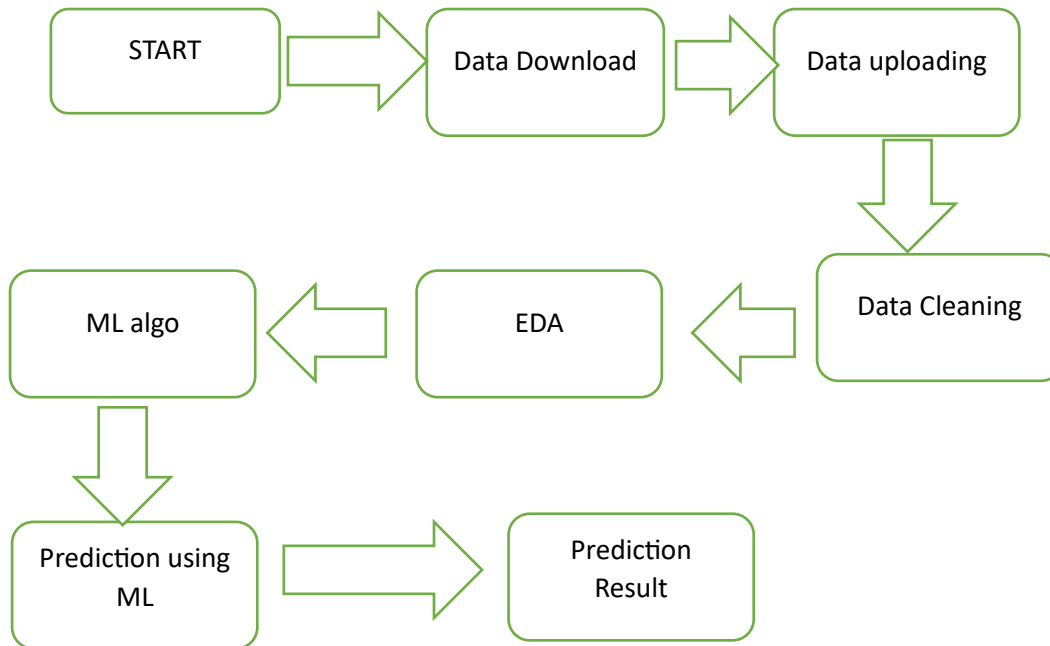 START
Data Download
Data uploading
Data Cleaning
EDA
ML algo
Prediction using
ML
Prediction
Result